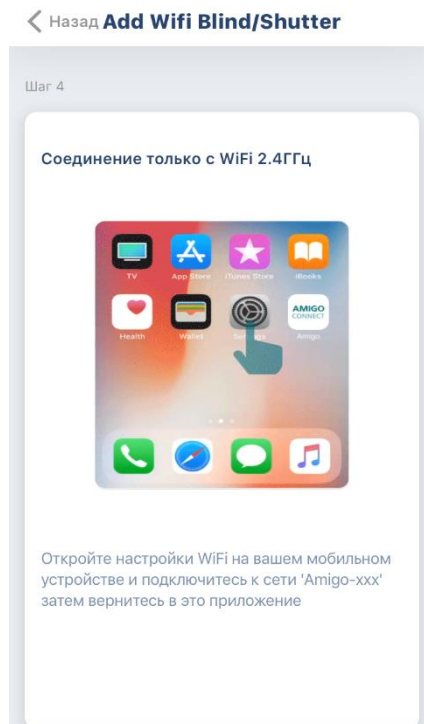 Назад Add Wifi Blind/Shutter
Шаг 4
Соединение только с WiFi 2.4ГГц
TV App Store iTunes Store iBooks
AMIGO
CONNECT
Health Wallet Amigo
Откройте настройки WiFi на вашем мобильном
устройстве и подключитесь к сети 'Amigo-xxx'
затем вернитесь в это приложение